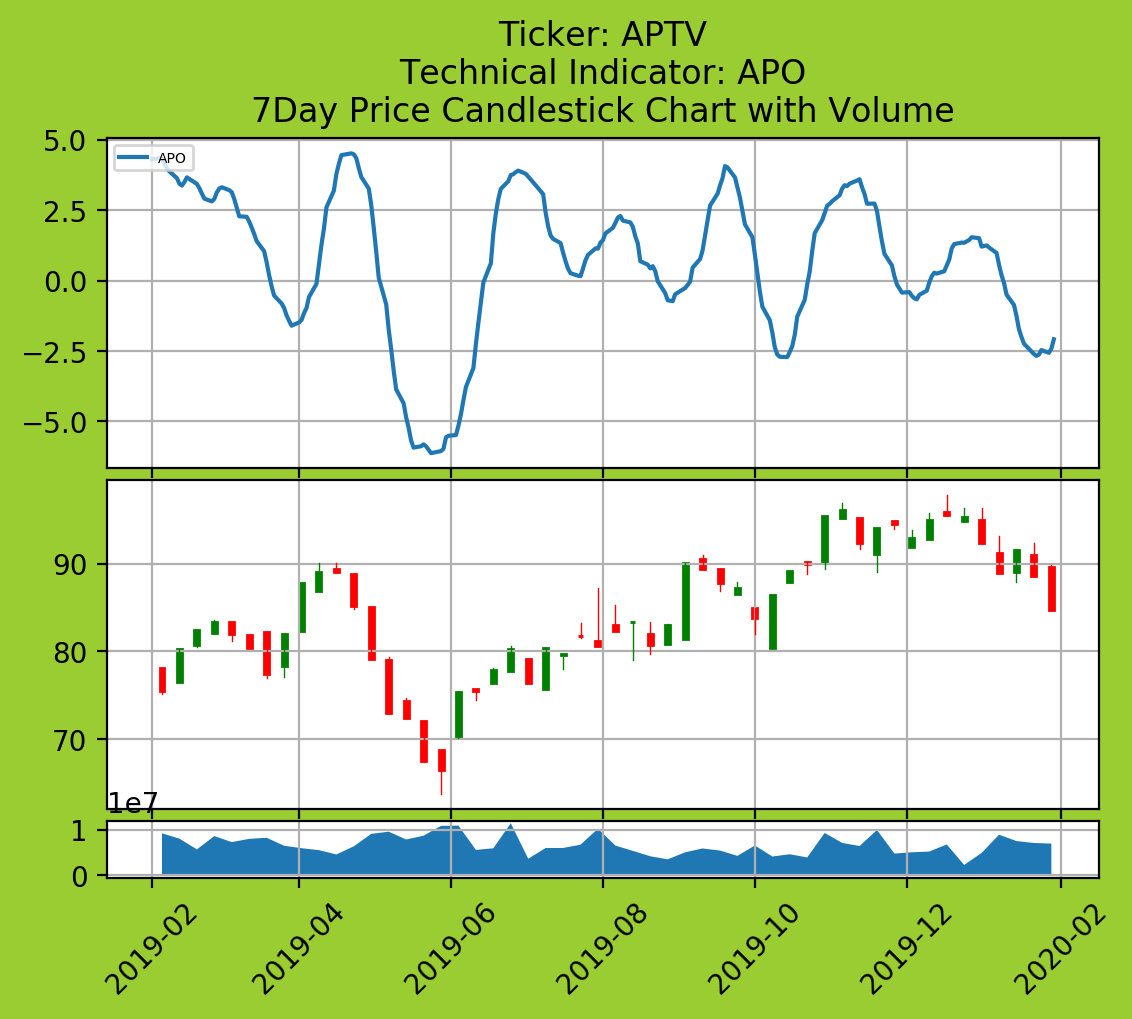 Ticker: APTV
Technical Indicator: APO
7Day Price Candlestick Chart with Volume
5.0
APO
2.5
0.0
−2.5
−5.0
90
80
70
1e7
1
0
2019-02 2019-04 2019-06 2019-08 2019-10 2019-12 2020-02